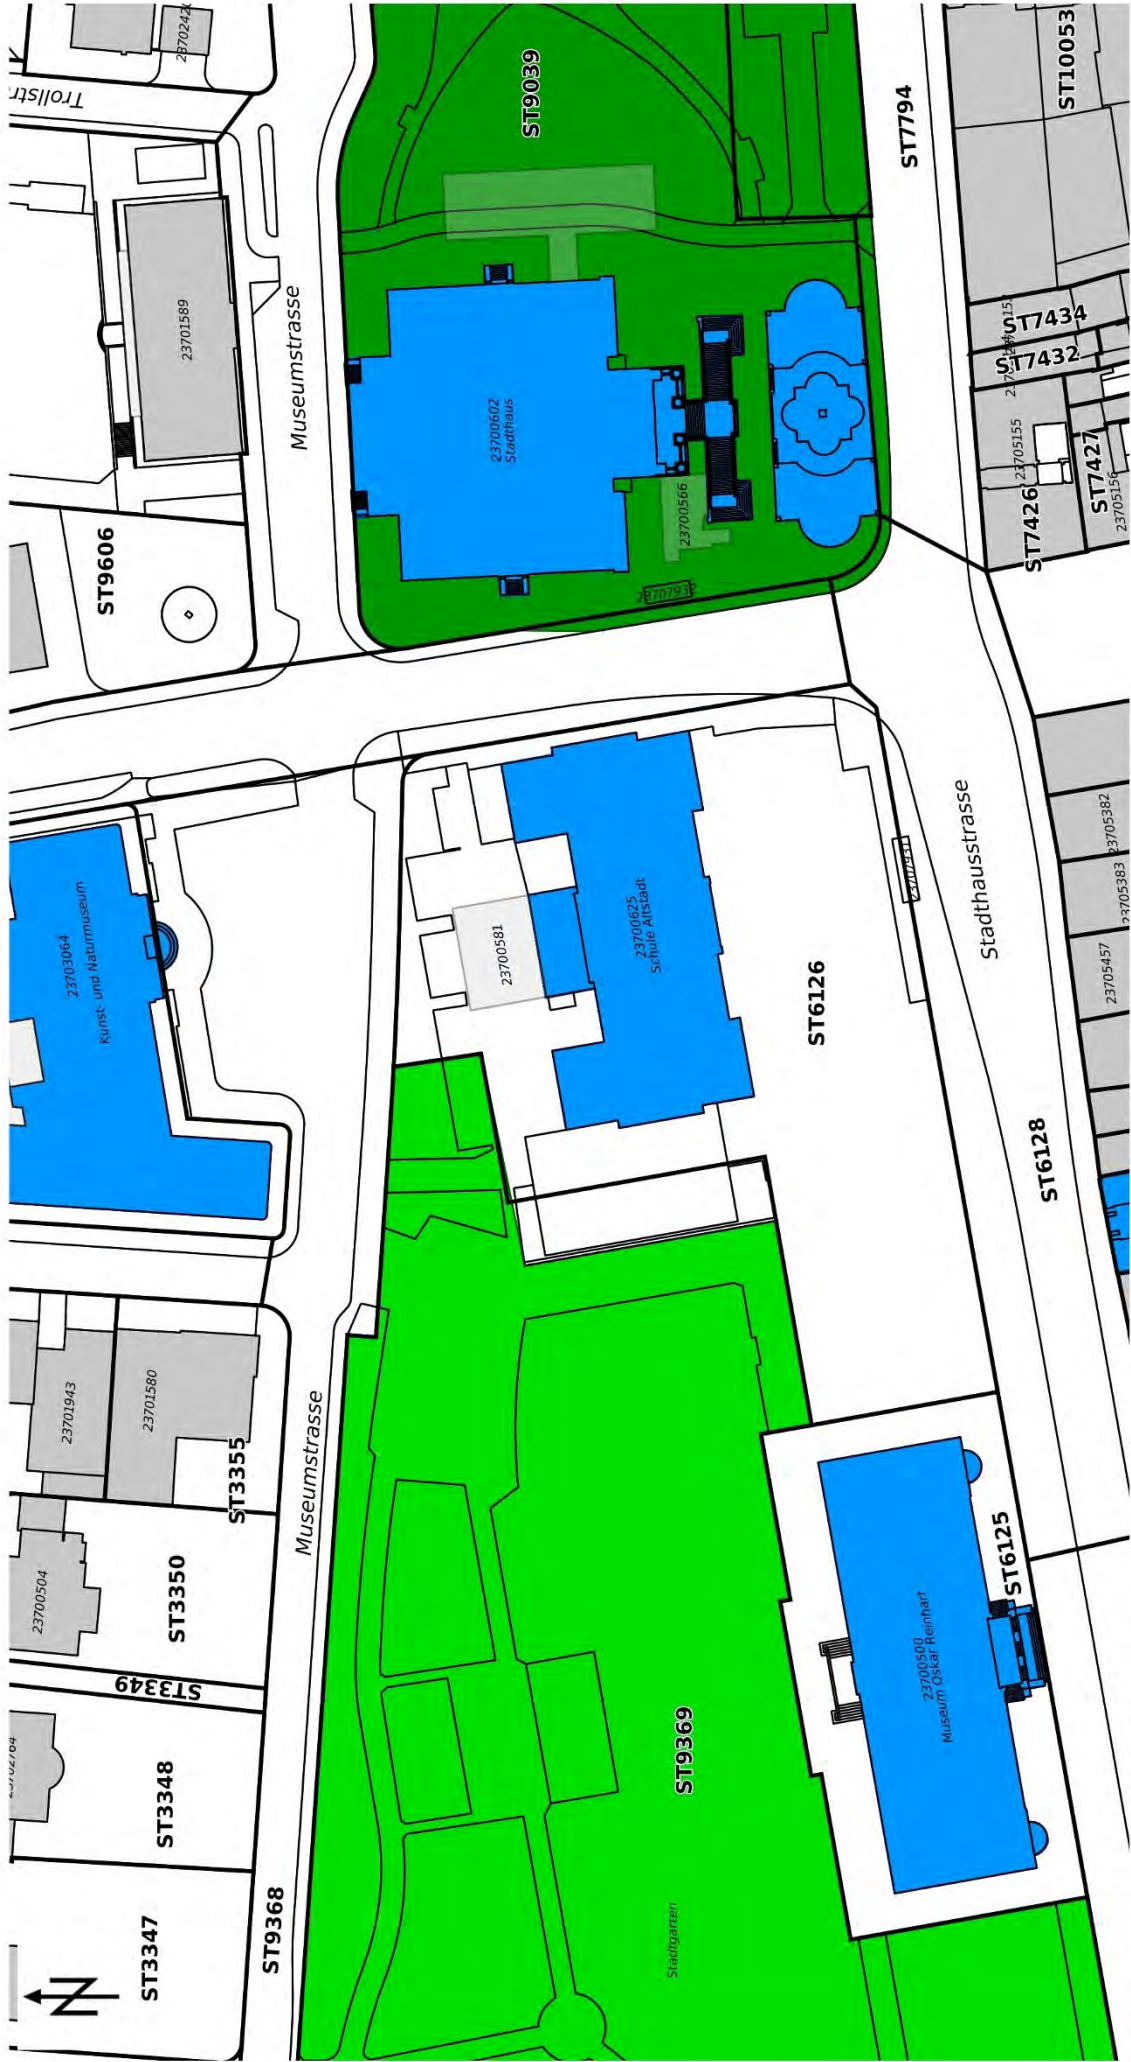 ST9039
ST7794
ST10053
23701589
Museumstrasse
23700602
Stadthaus
ST7434
ST7432
23705155
ST7427
ST7426
23705156
23700566
ST9606
23703064
Kunst- und Naturmuseum
23700581
23700625
Schule Altstadt
ST6126
Stadthausstrasse
23705382
23705383
23705457
ST6128
23701943
23701580
ST3355
Museumstrasse
23700504
ST3350
ST3349
ST3348
ST3347
ST9368
ST9369
Stadtgarten
ST6125
23700500
Museum Oskar Reinhart
N